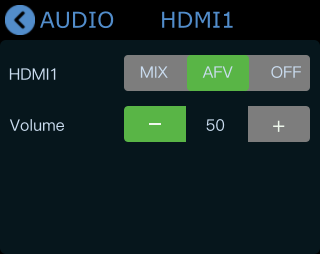 AUDIO HDMI1
HDMI1 MIX AFV OFF
Volume − 50 +